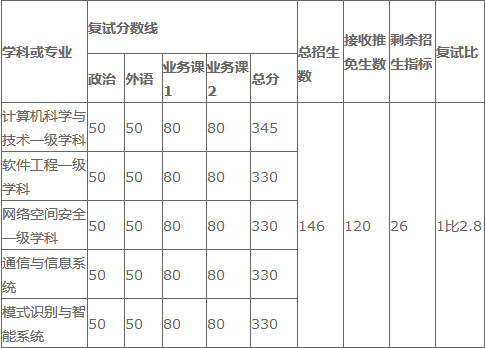 学科或专业 复试分数线 总招生数 接收推免生数 剩余招生指标 复试比
政治 外语 业务课1 业务课2 总分
计算机科学与技术一级学科 50 50 80 80 345
软件工程一级学科 50 50 80 80 330
网络空间安全一级学科 50 50 80 80 330 146 120 26 1比2.8
通信与信息系统 50 50 80 80 330
模式识别与智能系统 50 50 80 80 330